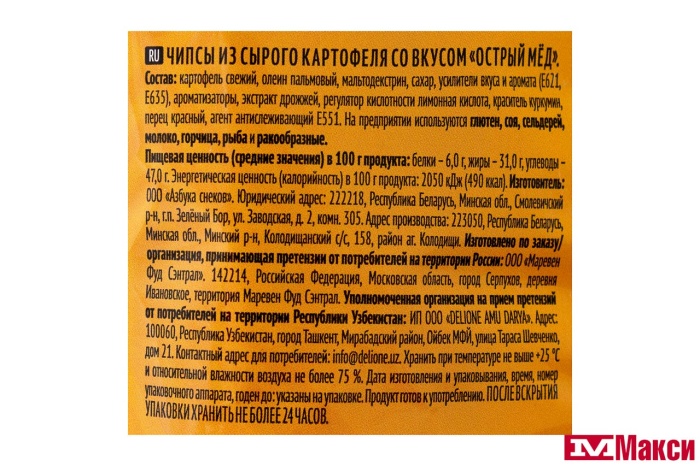 RU ЧИПСЫ ИЗ СЫРОГО КАРТОФЕЛЯ СО ВКУСОМ «ОСТРЫЙ МЁД».
Состав: картофель свежий, олеин пальмовый, мальтодекстрин, сахар, усилители вкуса и аромата (Е621,
Е635), ароматизаторы, экстракт дрожжей, регулятор кислотности лимонная кислота, краситель куркумин,
перец красный, агент антислеживающий Е551. На предприятии используются глютен, соя, сельдерей,
молоко, горчица, рыба и ракообразные.
Пищевая ценность (средние значения) в 100 г продукта: белки – 6,0 г, жиры – 31,0 г, углеводы –
47,0 г. Энергетическая ценность (калорийность) в 100 г продукта: 2050 кДж (490 ккал). Изготовитель:
ООО «Азбука снеков». Юридический адрес: 222218, Республика Беларусь, Минская обл., Смолевичский
р-н, г.п. Зелёный Бор, ул. Заводская, д. 2, комн. 305. Адрес производства: 223050, Республика Беларусь,
Минская обл., Минский р-н, Колодищанский с/с, 158, район аг. Колодищи. Изготовлено по заказу/
организация, принимающая претензии от потребителей на территории России: ООО «Маревен
Фуд Сэнтрал». 142214, Российская Федерация, Московская область, город Серпухов, деревня
Ивановское, территория Маревен Фуд Сэнтрал. Уполномоченная организация на прием претензий
от потребителей на территории Республики Узбекистан: ИП ООО «DELIONE AMU DARYA». Адрес:
100060, Республика Узбекистан, город Ташкент, Мирабадский район, Ойбек МФЙ, улица Тараса Шевченко,
дом 21. Контактный адрес для потребителей: info@delione.uz. Хранить при температуре не выше +25 °С
и относительной влажности воздуха не более 75 %. Дата изготовления и упаковывания, время, номер
упаковочного аппарата, годен до: указаны на упаковке. Продукт готов к употреблению. ПОСЛЕ ВСКРЫТИЯ
УПАКОВКИ ХРАНИТЬ НЕ БОЛЕЕ 24 ЧАСОВ.
Макси